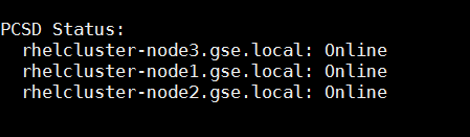 PCSD Status:
  rhelcluster-node3.gse.local: Online
  rhelcluster-node1.gse.local: Online
  rhelcluster-node2.gse.local: Online